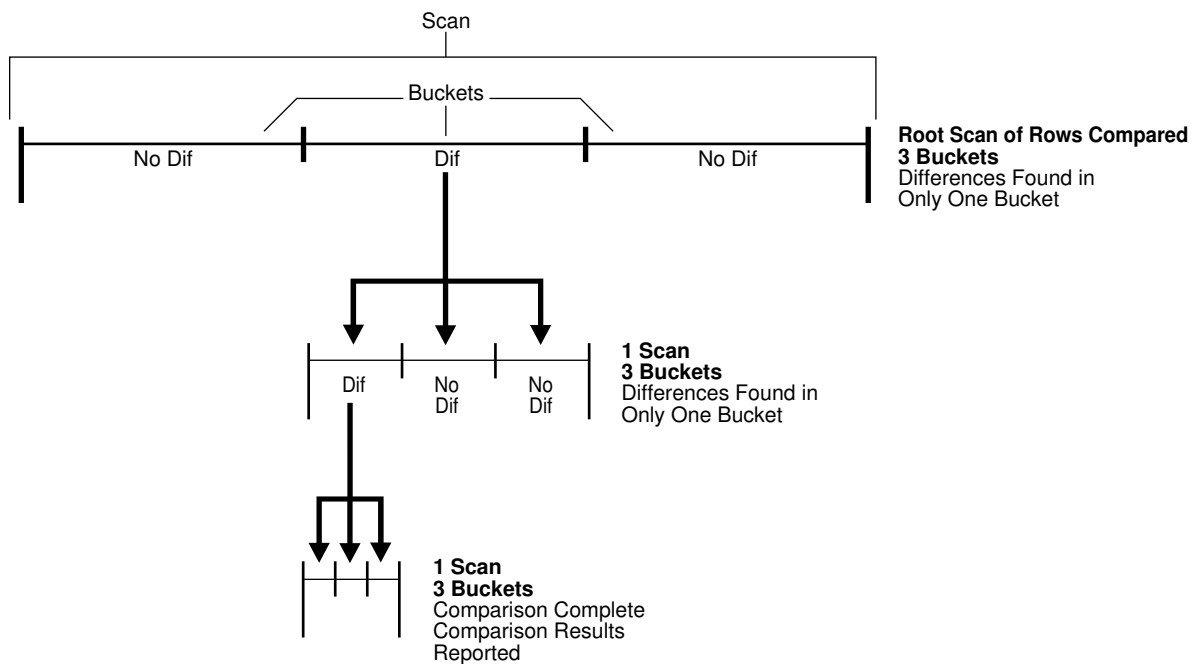 Scan
Buckets
No Dif
Dif
No Dif
Root Scan of Rows Compared
3 Buckets
Differences Found in
Only One Bucket
Dif
No
Dif
No
Dif
1 Scan
3 Buckets
Differences Found in
Only One Bucket
1 Scan
3 Buckets
Comparison Complete
Comparison Results
Reported